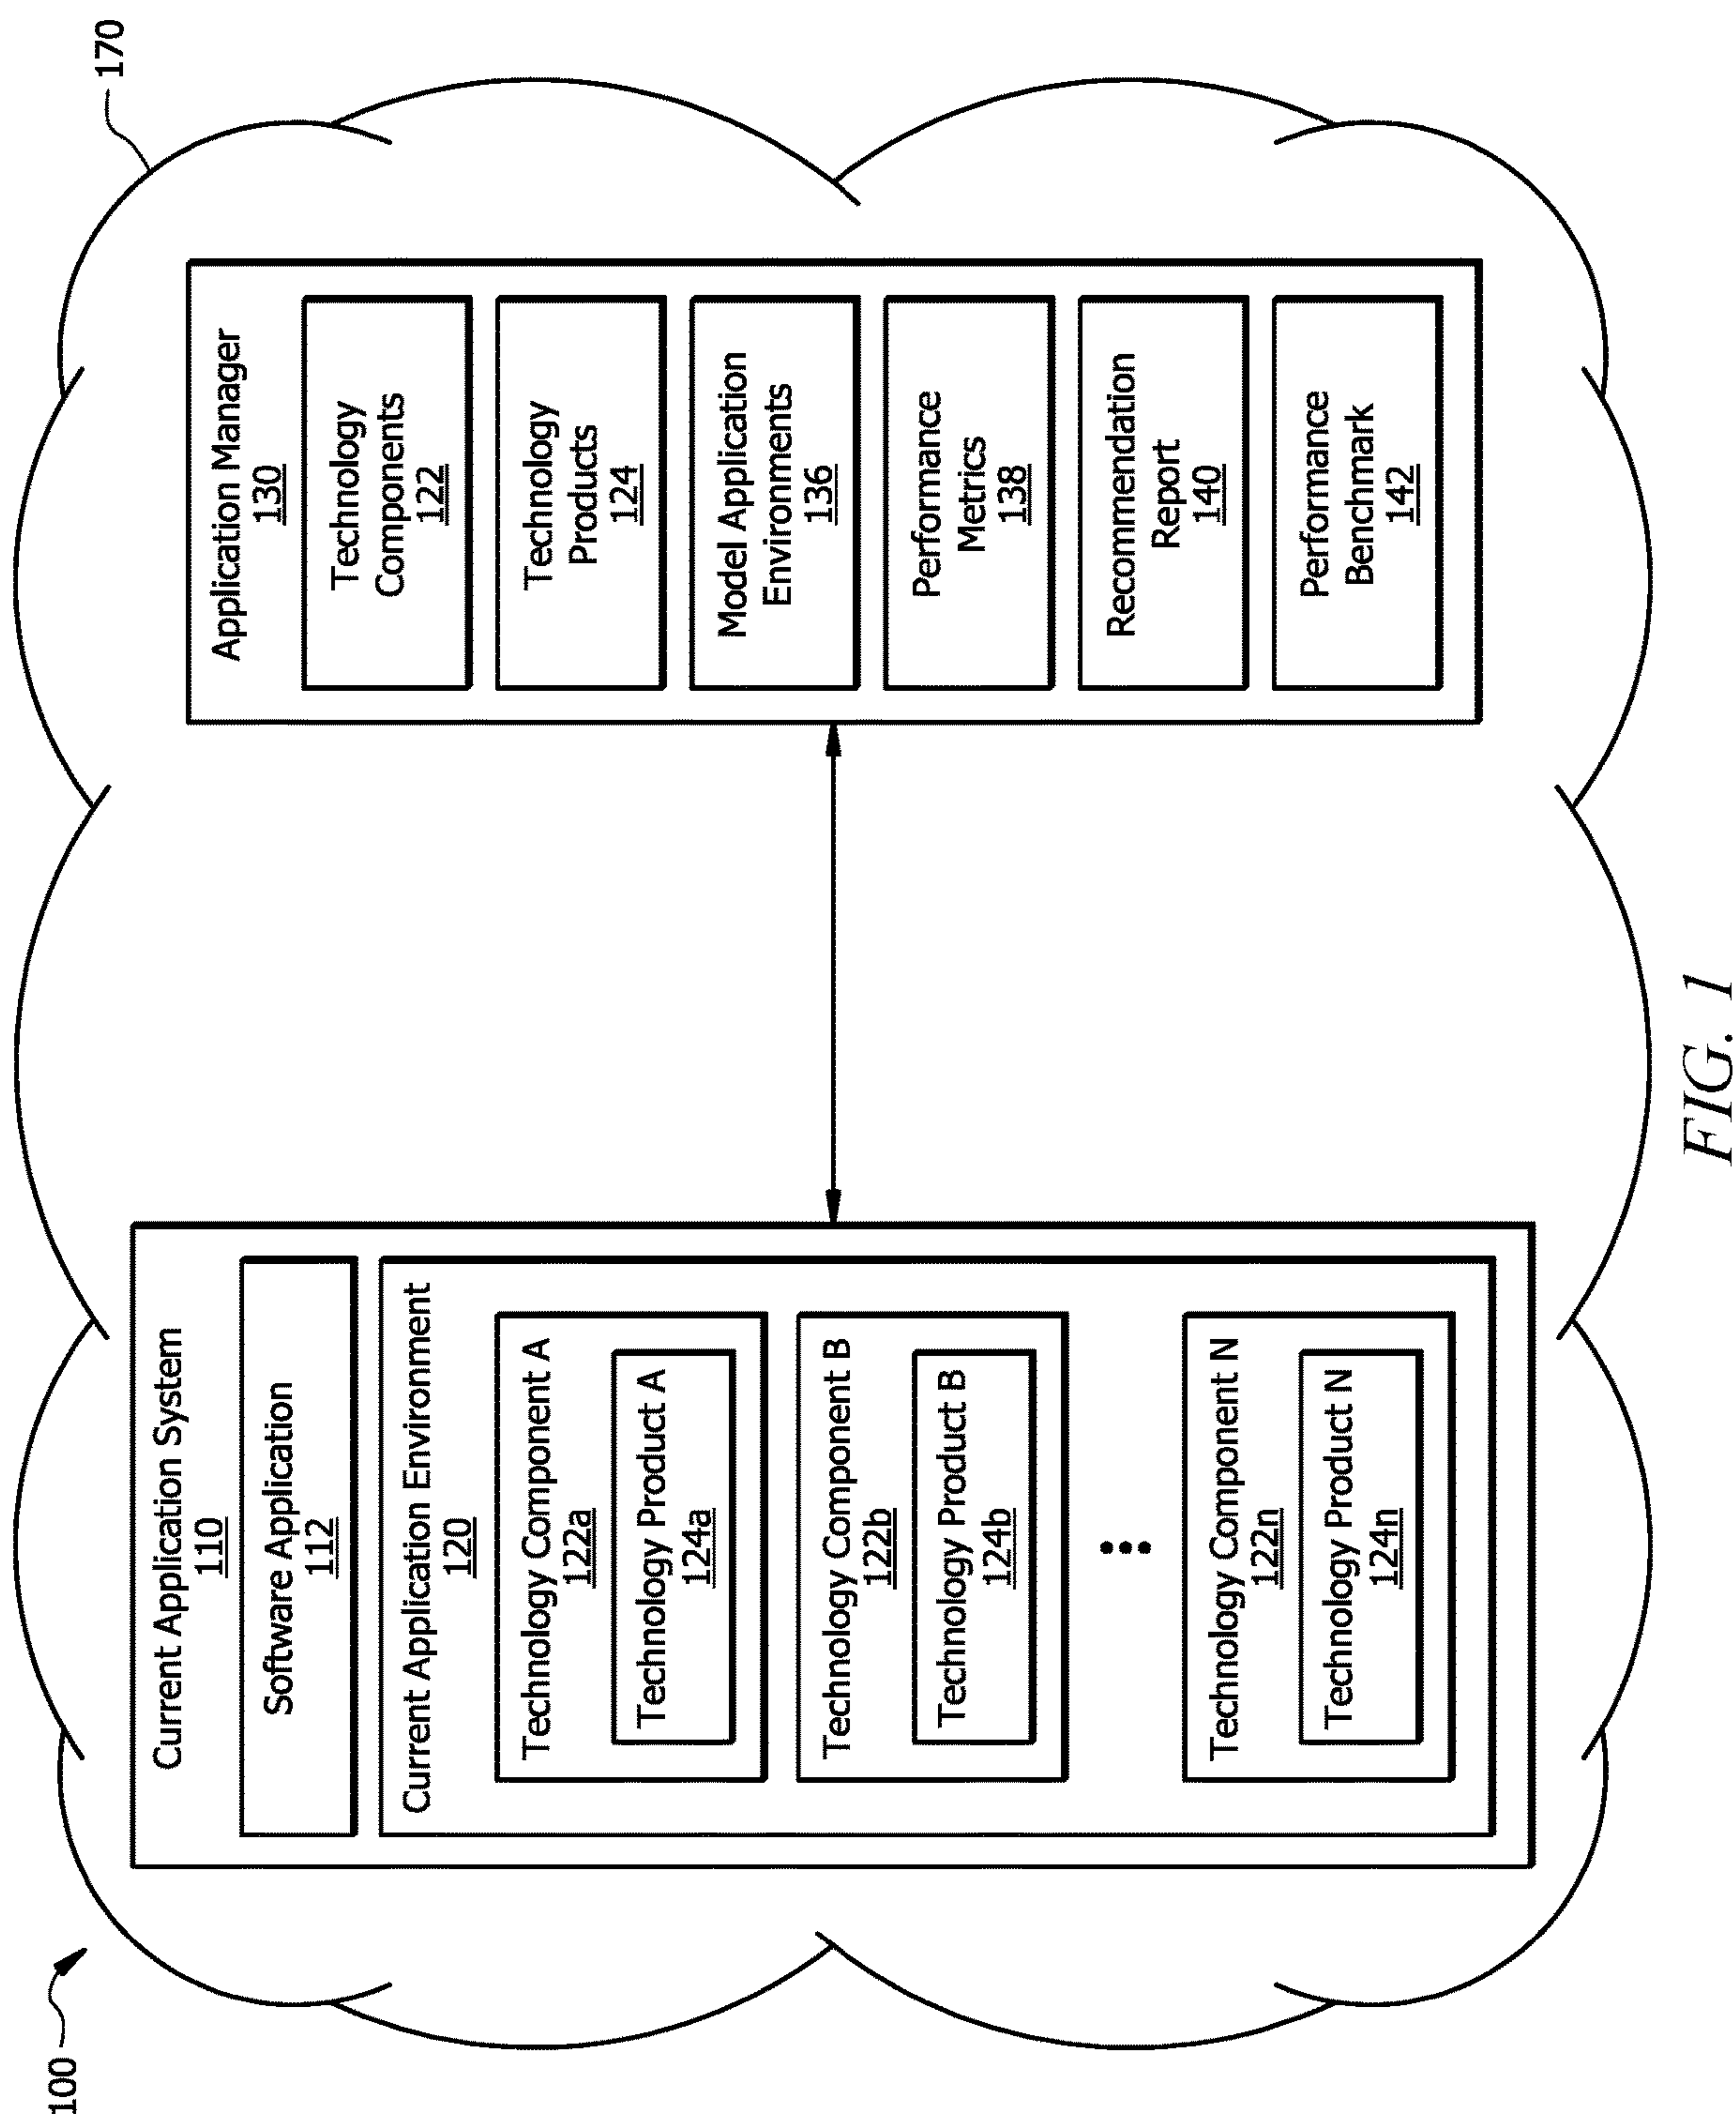 100
170
Current Application System
110
Software Application
112
Current Application Environment
120
Technology Component A
122a
Technology Product A
124a
Technology Component B
122b
Technology Product B
124b
Technology Component N
122n
Technology Product N
124n
Application Manager
130
Technology
Components
122
Technology
Products
124
Model Application
Environments
136
Performance
Metrics
138
Recommendation
Report
140
Performance
Benchmark
142
FIG. 1